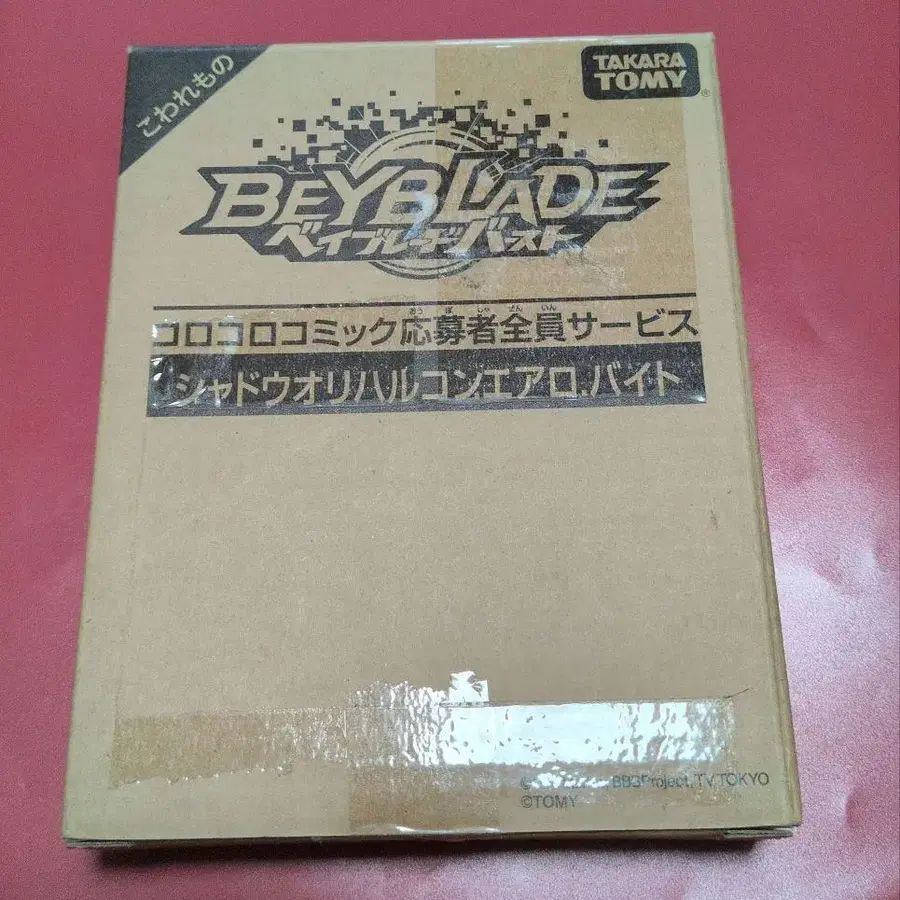 こわれもの
TAKARA
TOMY
BEYBLADE
ベイブレードバースト
コロコロコミック応募者全員サービス
シャドウオリハルコン.エアロ.バイト
BBBProject, TV TOKYO
©TOMY